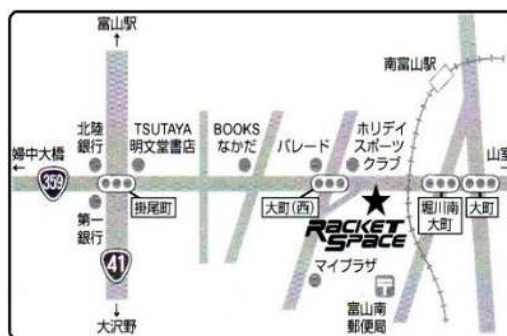 富山駅
南富山駅
北陸
銀行
TSUTAYA
明文堂書店
BOOKS
なかだ
パレード
ホリデイ
スポーツ
クラブ
婦中大橋
山室
359
掛尾町
大町(西)
堀川南
大町
大町
第一
銀行
RACKET
SPACE
41
マイプラザ
富山南
郵便局
大沢野